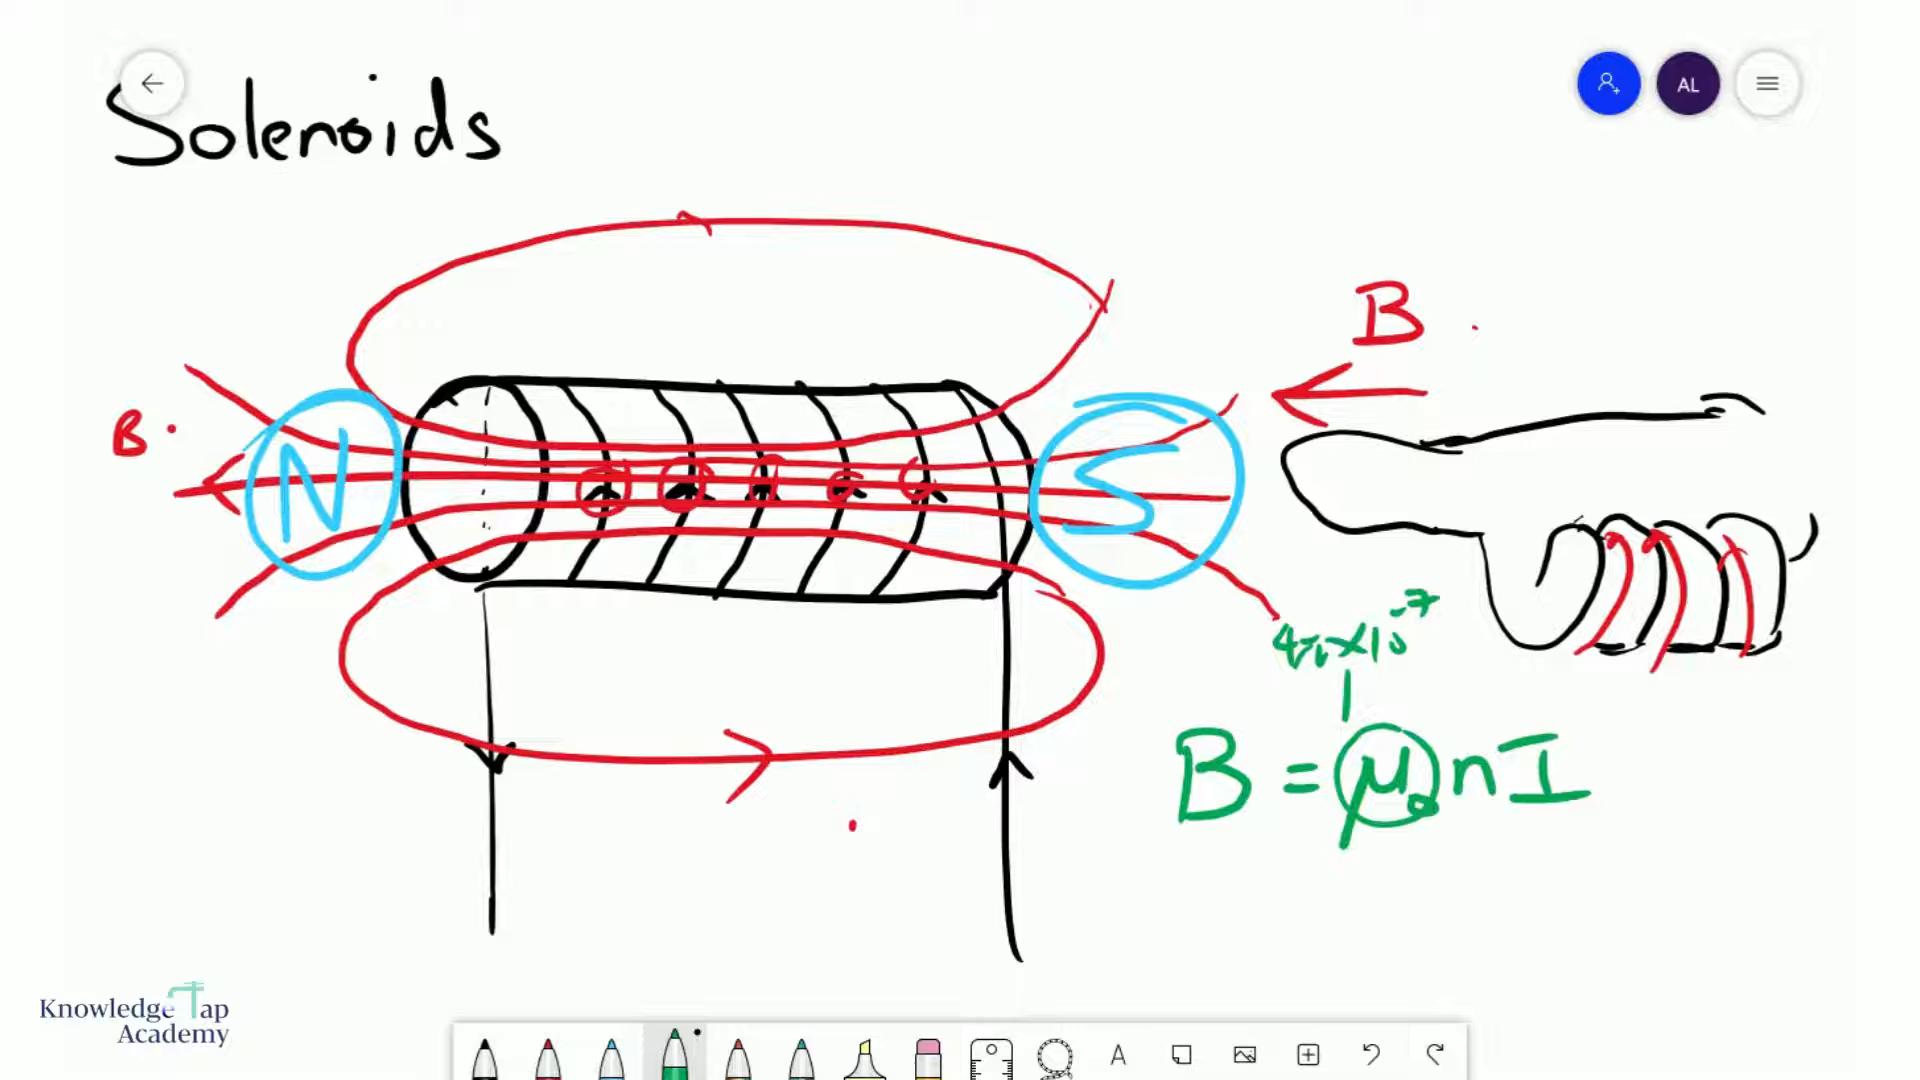 Solenoids
AL
B
B
N
S
4π×10⁻⁷
B = μ₀nI
Knowledge Tap
Academy
A